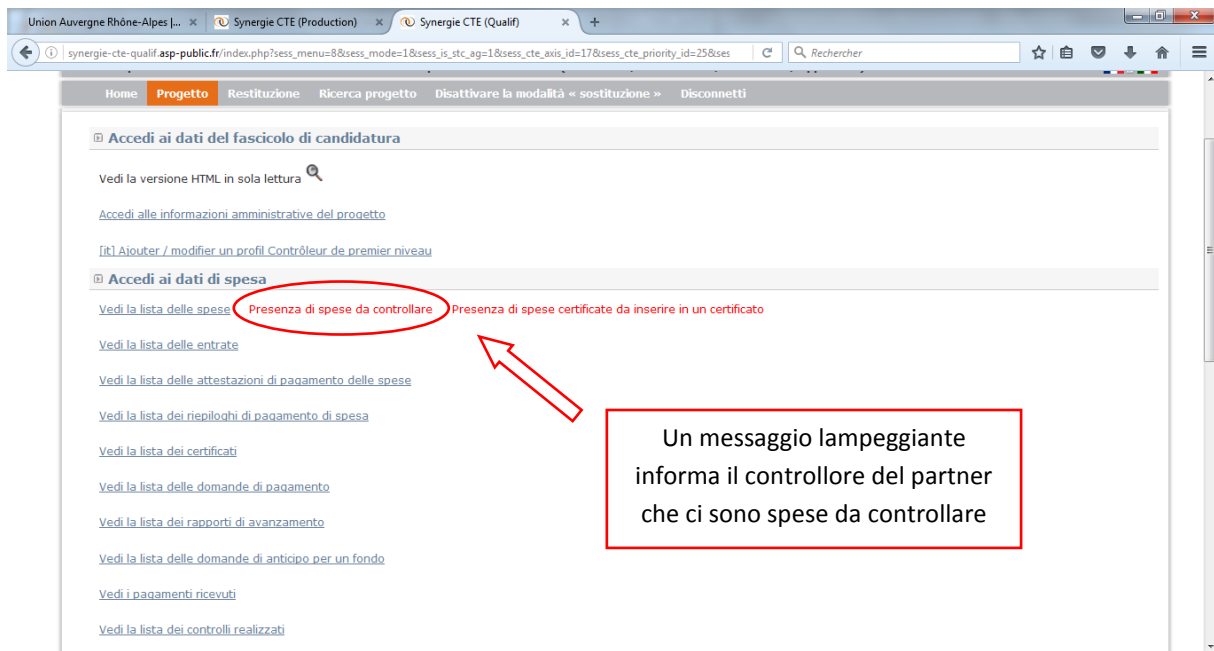 Union Auvergne Rhône-Alpes |... × Synergie CTE (Production) × Synergie CTE (Qualif) × +
synergie-cte-qualif.asp-public.fr/index.php?sess_menu=8&sess_mode=1&sess_is_stc_ag=1&sess_cte_axis_id=17&sess_cte_priority_id=25&ses Rechercher
Home Progetto Restituzione Ricerca progetto Disattivare la modalità « sostituzione » Disconnetti
Accedi ai dati del fascicolo di candidatura
Vedi la versione HTML in sola lettura
Accedi alle informazioni amministrative del progetto
[it] Ajouter / modifier un profil Contrôleur de premier niveau
Accedi ai dati di spesa
Vedi la lista delle spese Presenza di spese da controllare Presenza di spese certificate da inserire in un certificato
Vedi la lista delle entrate
Vedi la lista delle attestazioni di pagamento delle spese
Vedi la lista dei riepiloghi di pagamento di spesa
Vedi la lista dei certificati
Vedi la lista delle domande di pagamento
Vedi la lista dei rapporti di avanzamento
Vedi la lista delle domande di anticipo per un fondo
Vedi i pagamenti ricevuti
Vedi la lista dei controlli realizzati
Un messaggio lampeggiante
informa il controllore del partner
che ci sono spese da controllare